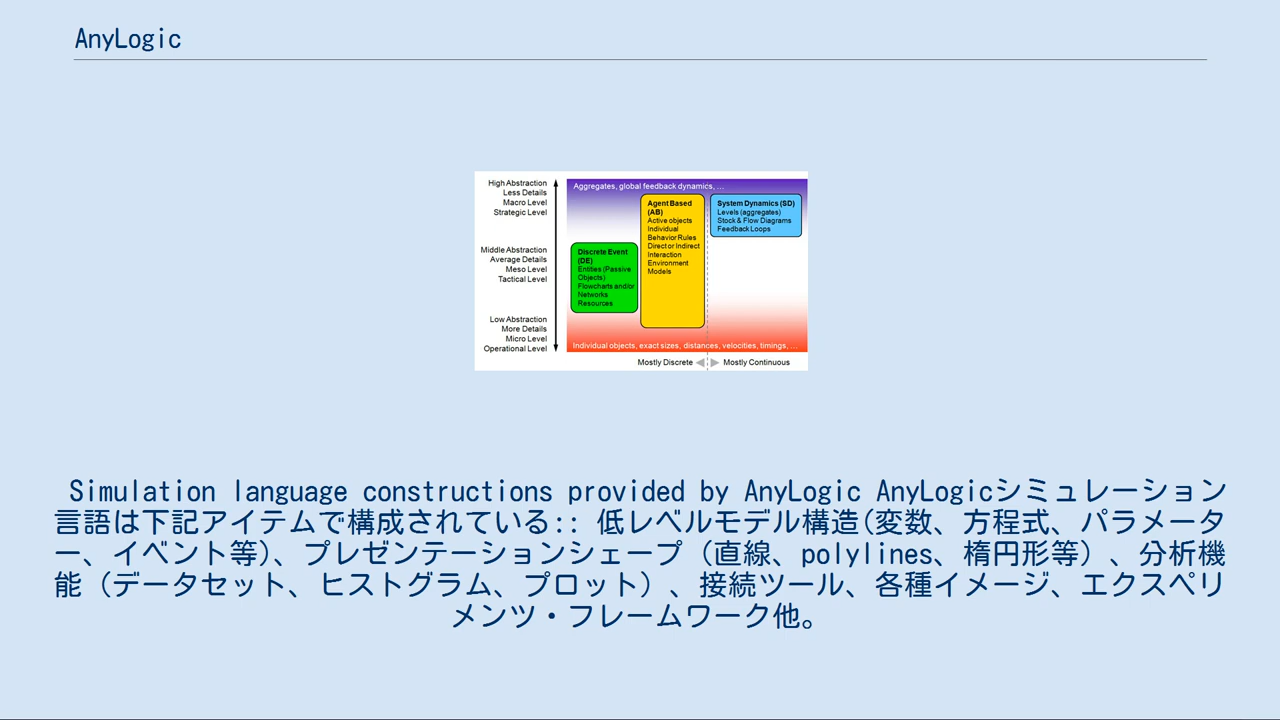 AnyLogic
High Abstraction
Less Details
Macro Level
Strategic Level
Middle Abstraction
Average Details
Meso Level
Tactical Level
Low Abstraction
More Details
Micro Level
Operational Level
Aggregates, global feedback dynamics, ...
Discrete Event
(DE)
Entities (Passive
Objects)
Flowcharts and/or
Networks
Resources
Agent Based
(AB)
Active objects
Individual
Behavior Rules
Direct or Indirect
Interaction
Environment
Models
System Dynamics (SD)
Levels (aggregates)
Stock & Flow Diagrams
Feedback Loops
Individual objects, exact sizes, distances, velocities, timings, ...
Mostly Discrete
Mostly Continuous
Simulation language constructions provided by AnyLogic AnyLogicシミュレーション
言語は下記アイテムで構成されている:: 低レベルモデル構造(変数、方程式、パラメータ
ー、イベント等)、プレゼンテーションシェープ（直線、polylines、楕円形等）、分析機
能（データセット、ヒストグラム、プロット）、接続ツール、各種イメージ、エクスペリ
メンツ・フレームワーク他。